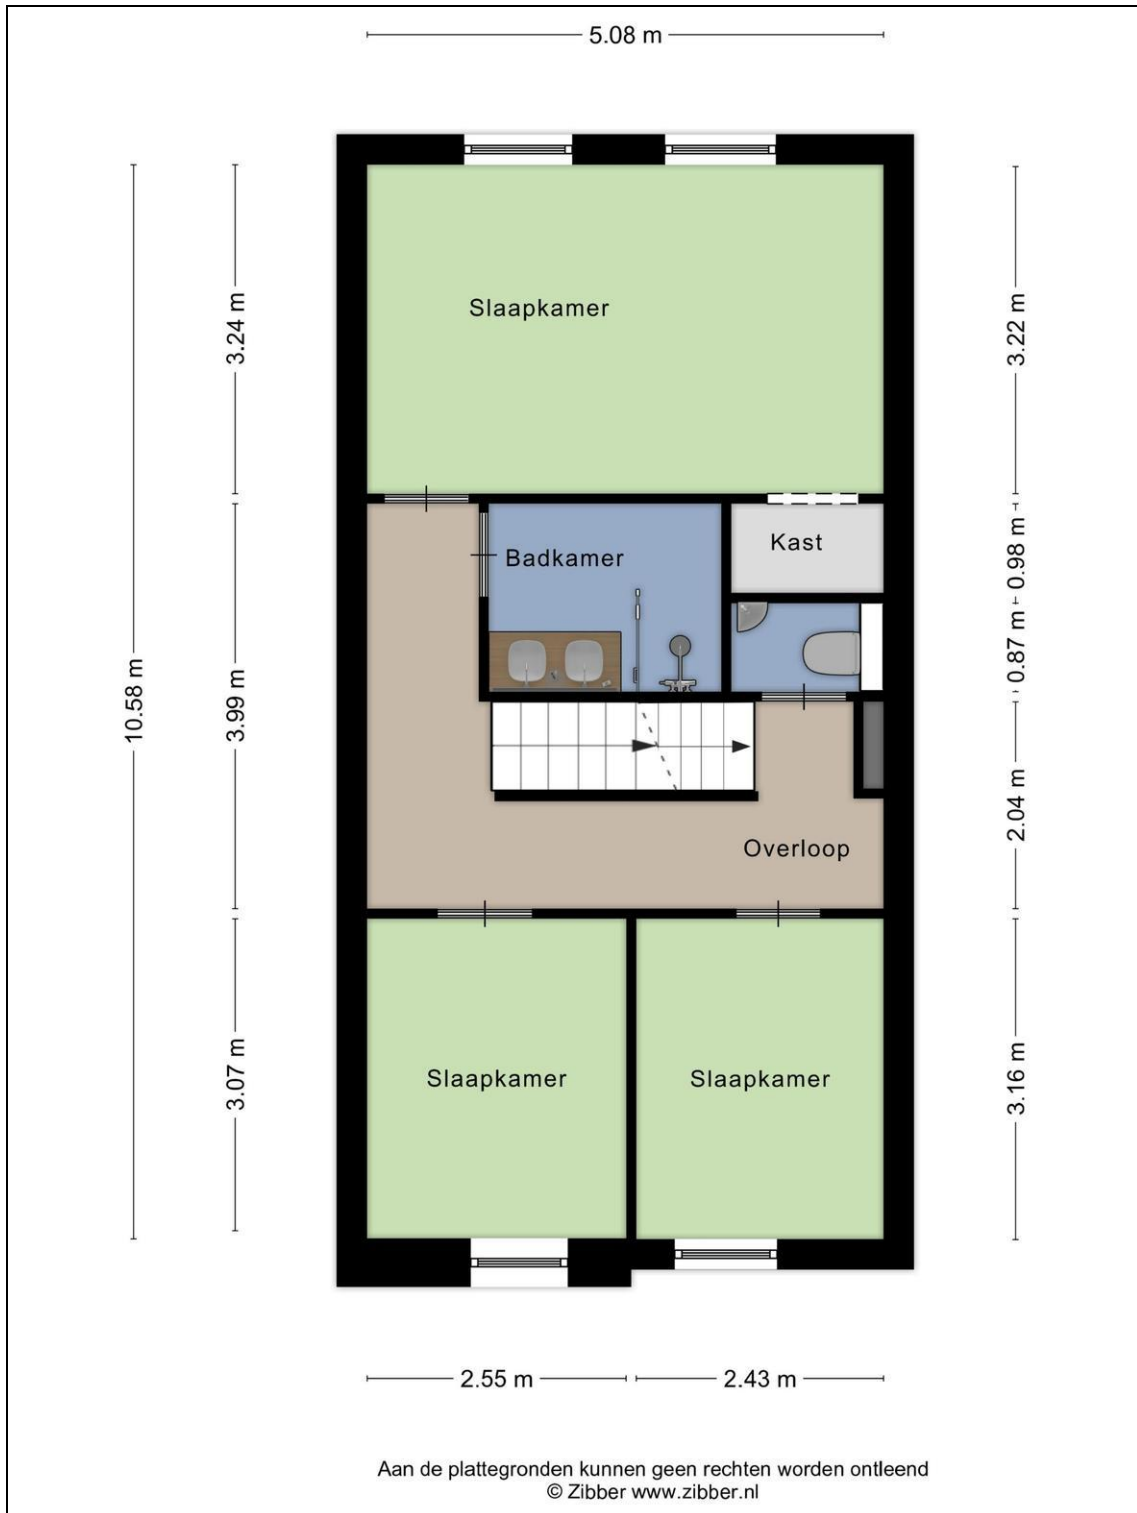 5.08 m
Slaapkamer
3.24 m
3.22 m
Badkamer
Kast
0.98 m
0.87 m
10.58 m
3.99 m
2.04 m
Overloop
Slaapkamer
Slaapkamer
3.07 m
3.16 m
2.55 m
2.43 m
Aan de plattegronden kunnen geen rechten worden ontleend
© Zibber www.zibber.nl